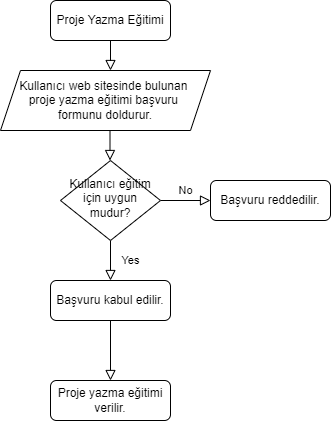 Proje Yazma Eğitimi
Kullanıcı web sitesinde bulunan
proje yazma eğitimi başvuru
formunu doldurur.
Kullanıcı eğitim
için uygun
mudur?
No
Başvuru reddedilir.
Yes
Başvuru kabul edilir.
Proje yazma eğitimi
verilir.